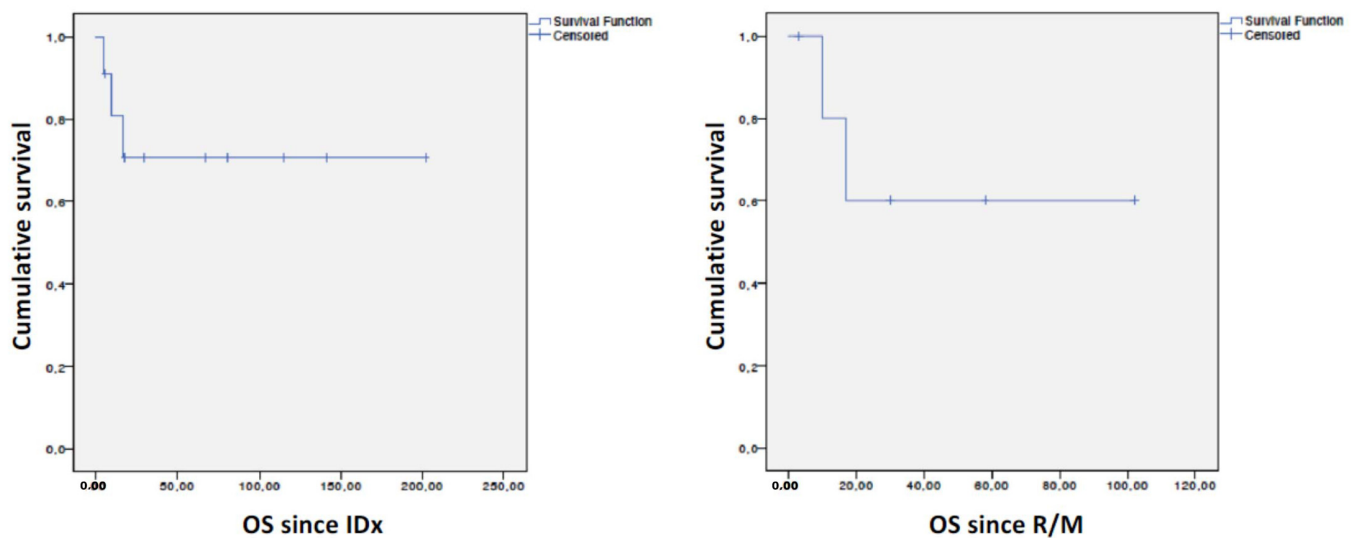 Survival Function
Censored
1,0
0,8
0,6
0,4
0,2
0,0
Cumulative survival
0,00 50,00 100,00 150,00 200,00 250,00
OS since IDx
Survival Function
Censored
1,0
0,8
0,6
0,4
0,2
0,0
Cumulative survival
0,00 20,00 40,00 60,00 80,00 100,00 120,00
OS since R/M